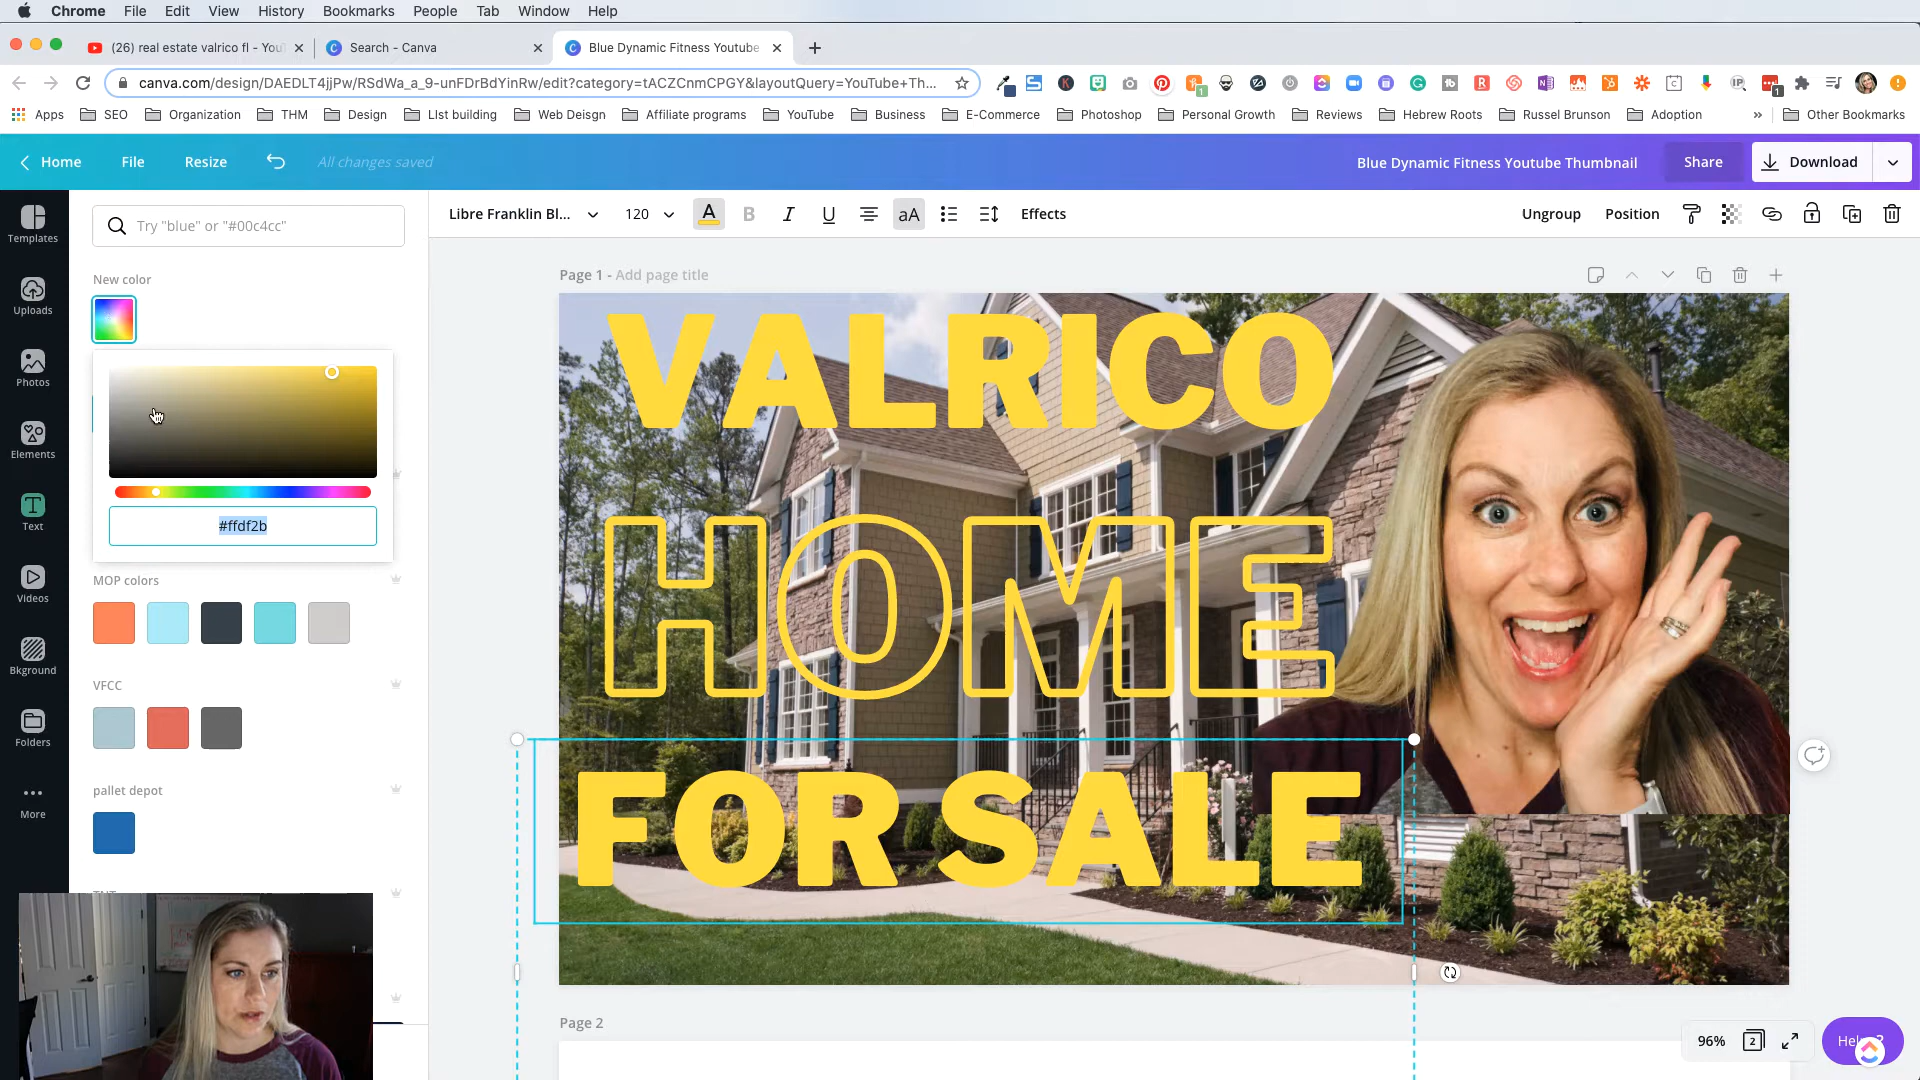 Chrome File Edit View History Bookmarks People Tab Window Help
(26) real estate valrico fl - You
Search - Canva
Blue Dynamic Fitness Youtube
canva.com/design/DAEDLT4jjPw/RSdWa_a_9-unFDrBdYinRw/edit?category=tACZCnmCPGY&layoutQuery=YouTube+Th...
Apps SEO Organization THM Design LIst building Web Deisgn Affiliate programs YouTube Business E-Commerce Photoshop Personal Growth Reviews Hebrew Roots Russel Brunson Adoption » Other Bookmarks
Home File Resize All changes saved Blue Dynamic Fitness Youtube Thumbnail Share Download
Templates
Uploads
Photos
Elements
Text
Videos
Bkground
Folders
More
Try "blue" or "#00c4cc"
New color
#ffdf2b
MOP colors
VFCC
pallet depot
Libre Franklin Bl... 120 A B I U aA Effects Ungroup Position
Page 1 - Add page title
VALRICO
HOME
FOR SALE
Page 2
96% 2